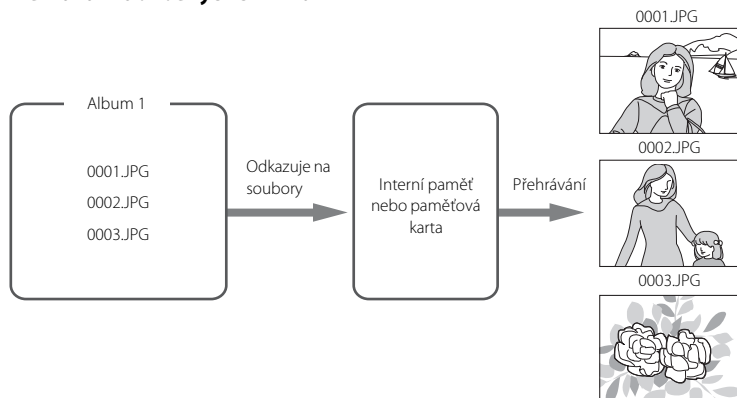 Album 1
0001.JPG
0002.JPG
0003.JPG
Odkazuje na
soubory
Interní paměť
nebo paměťová
karta
Přehrávání
0001.JPG
0002.JPG
0003.JPG